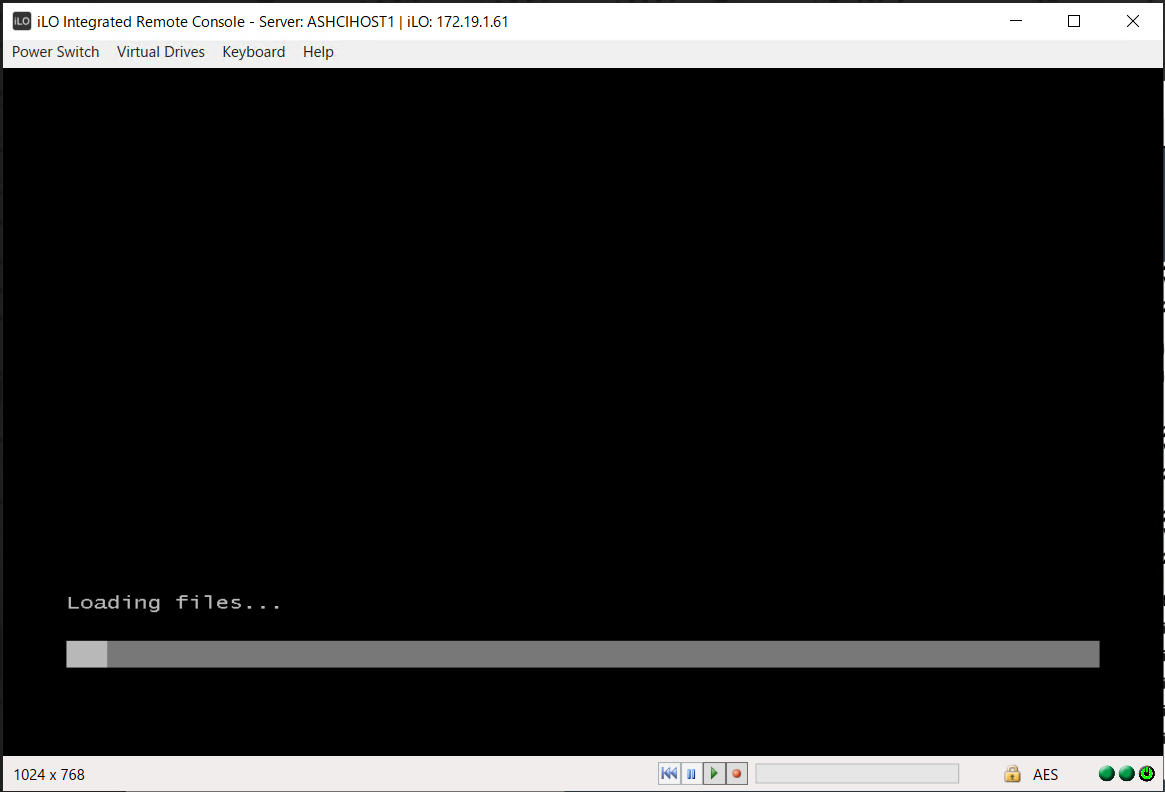 iLO iLO Integrated Remote Console - Server: ASHCIHOST1 | iLO: 172.19.1.61
Power Switch Virtual Drives Keyboard Help
Loading files...
1024 x 768 AES